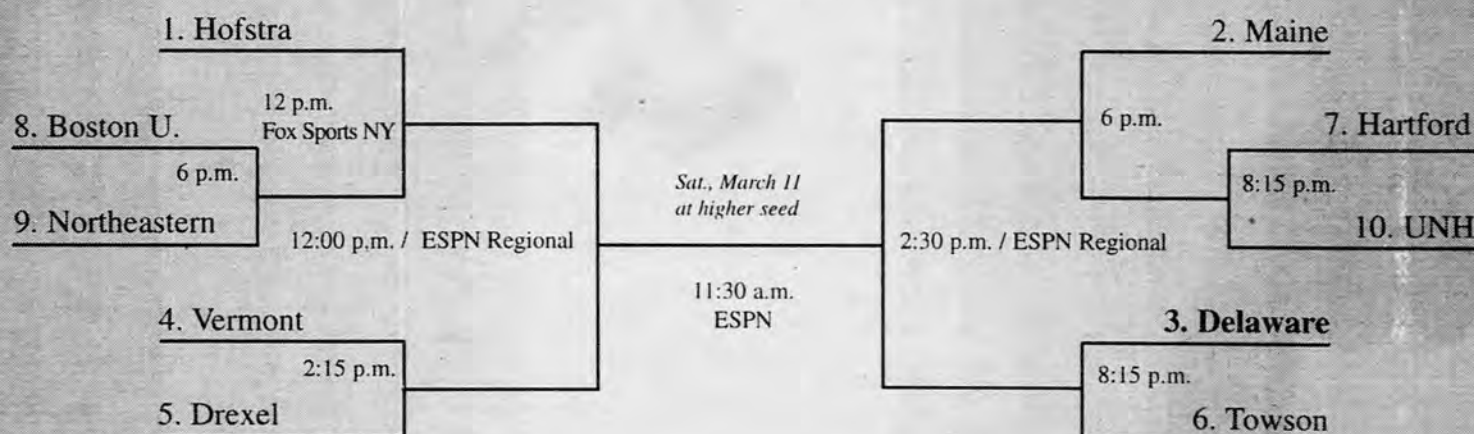 1. Hofstra
12 p.m.
Fox Sports NY
8. Boston U.
6 p.m.
9. Northeastern
12:00 p.m. / ESPN Regional
4. Vermont
2:15 p.m.
5. Drexel
Sat., March 11
at higher seed
11:30 a.m.
ESPN
2. Maine
6 p.m.
7. Hartford
8:15 p.m.
10. UNH
2:30 p.m. / ESPN Regional
3. Delaware
8:15 p.m.
6. Towson